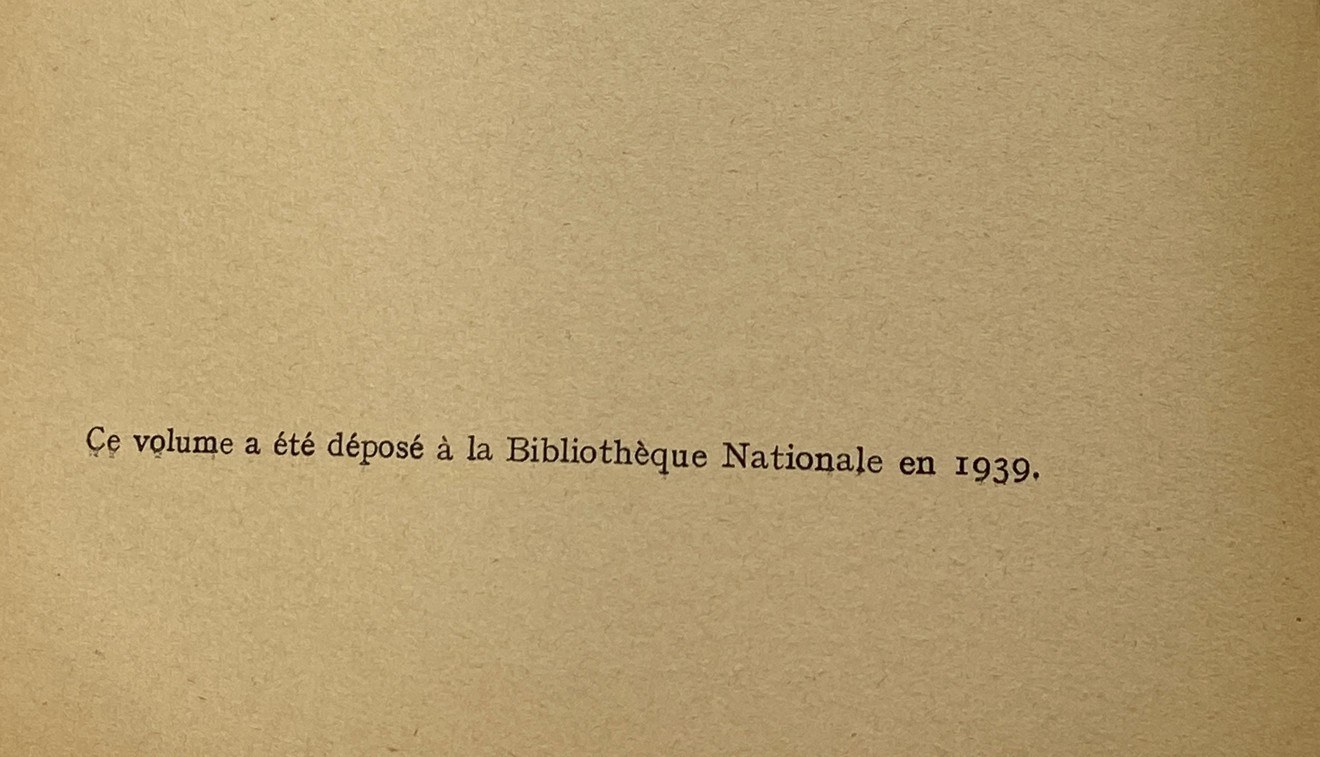 Ce volume a été déposé à la Bibliothèque Nationale en 1939.